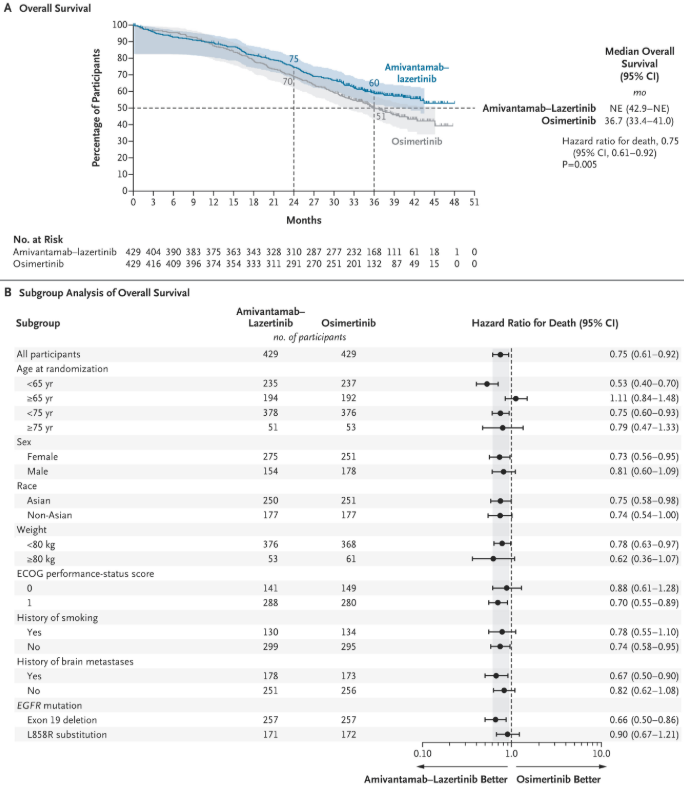 A Overall Survival
Percentage of Participants
100
90
80
70
60
50
40
30
20
10
0
75
70
60
51
Amivantamab–
lazertinib
Osimertinib
0 3 6 9 12 15 18 21 24 27 30 33 36 39 42 45 48 51
Months
Median Overall
Survival
(95% CI)
mo
Amivantamab–Lazertinib NE (42.9–NE)
Osimertinib 36.7 (33.4–41.0)
Hazard ratio for death, 0.75
(95% CI, 0.61–0.92)
P=0.005
No. at Risk
Amivantamab–lazertinib 429 404 390 383 375 363 343 328 310 287 277 232 168 111 61 18 1 0
Osimertinib 429 416 409 396 374 354 333 311 291 270 251 201 132 87 49 15 0 0
B Subgroup Analysis of Overall Survival
Subgroup Amivantamab–Lazertinib Osimertinib Hazard Ratio for Death (95% CI)
no. of participants
All participants 429 429 0.75 (0.61–0.92)
Age at randomization
<65 yr 235 237 0.53 (0.40–0.70)
≥65 yr 194 192 1.11 (0.84–1.48)
<75 yr 378 376 0.75 (0.60–0.93)
≥75 yr 51 53 0.79 (0.47–1.33)
Sex
Female 275 251 0.73 (0.56–0.95)
Male 154 178 0.81 (0.60–1.09)
Race
Asian 250 251 0.75 (0.58–0.98)
Non-Asian 177 177 0.74 (0.54–1.00)
Weight
<80 kg 376 368 0.78 (0.63–0.97)
≥80 kg 53 61 0.62 (0.36–1.07)
ECOG performance-status score
0 141 149 0.88 (0.61–1.28)
1 288 280 0.70 (0.55–0.89)
History of smoking
Yes 130 134 0.78 (0.55–1.10)
No 299 295 0.74 (0.58–0.95)
History of brain metastases
Yes 178 173 0.67 (0.50–0.90)
No 251 256 0.82 (0.62–1.08)
EGFR mutation
Exon 19 deletion 257 257 0.66 (0.50–0.86)
L858R substitution 171 172 0.90 (0.67–1.21)
0.10 1.0 10.0
Amivantamab–Lazertinib Better Osimertinib Better